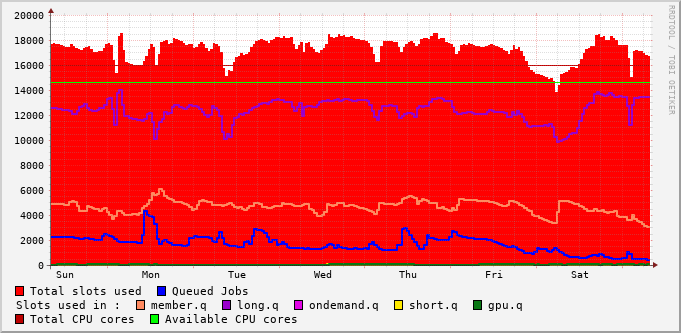 20000
18000
16000
14000
12000
10000
8000
6000
4000
2000
0
Sun Mon Tue Wed Thu Fri Sat
RRDTOOL / TOBI OETIKER
Total slots used Queued Jobs
Slots used in : member.q long.q ondemand.q short.q gpu.q
Total CPU cores Available CPU cores